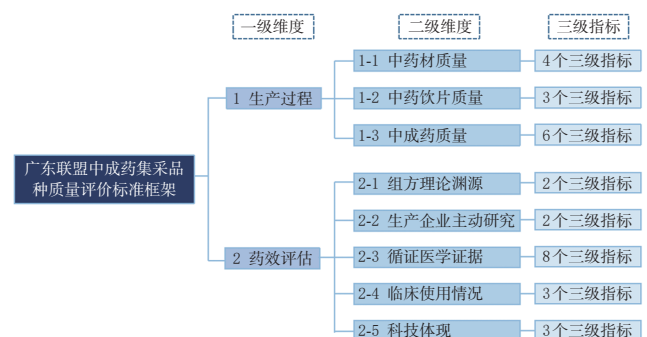 一级维度 二级维度 三级指标
1-1 中药材质量 4个三级指标
1 生产过程 1-2 中药饮片质量 3个三级指标
1-3 中成药质量 6个三级指标
广东联盟中成药集采品
种质量评价标准框架
2-1 组方理论渊源 2个三级指标
2-2 生产企业主动研究 2个三级指标
2 药效评估 2-3 循证医学证据 8个三级指标
2-4 临床使用情况 3个三级指标
2-5 科技体现 3个三级指标